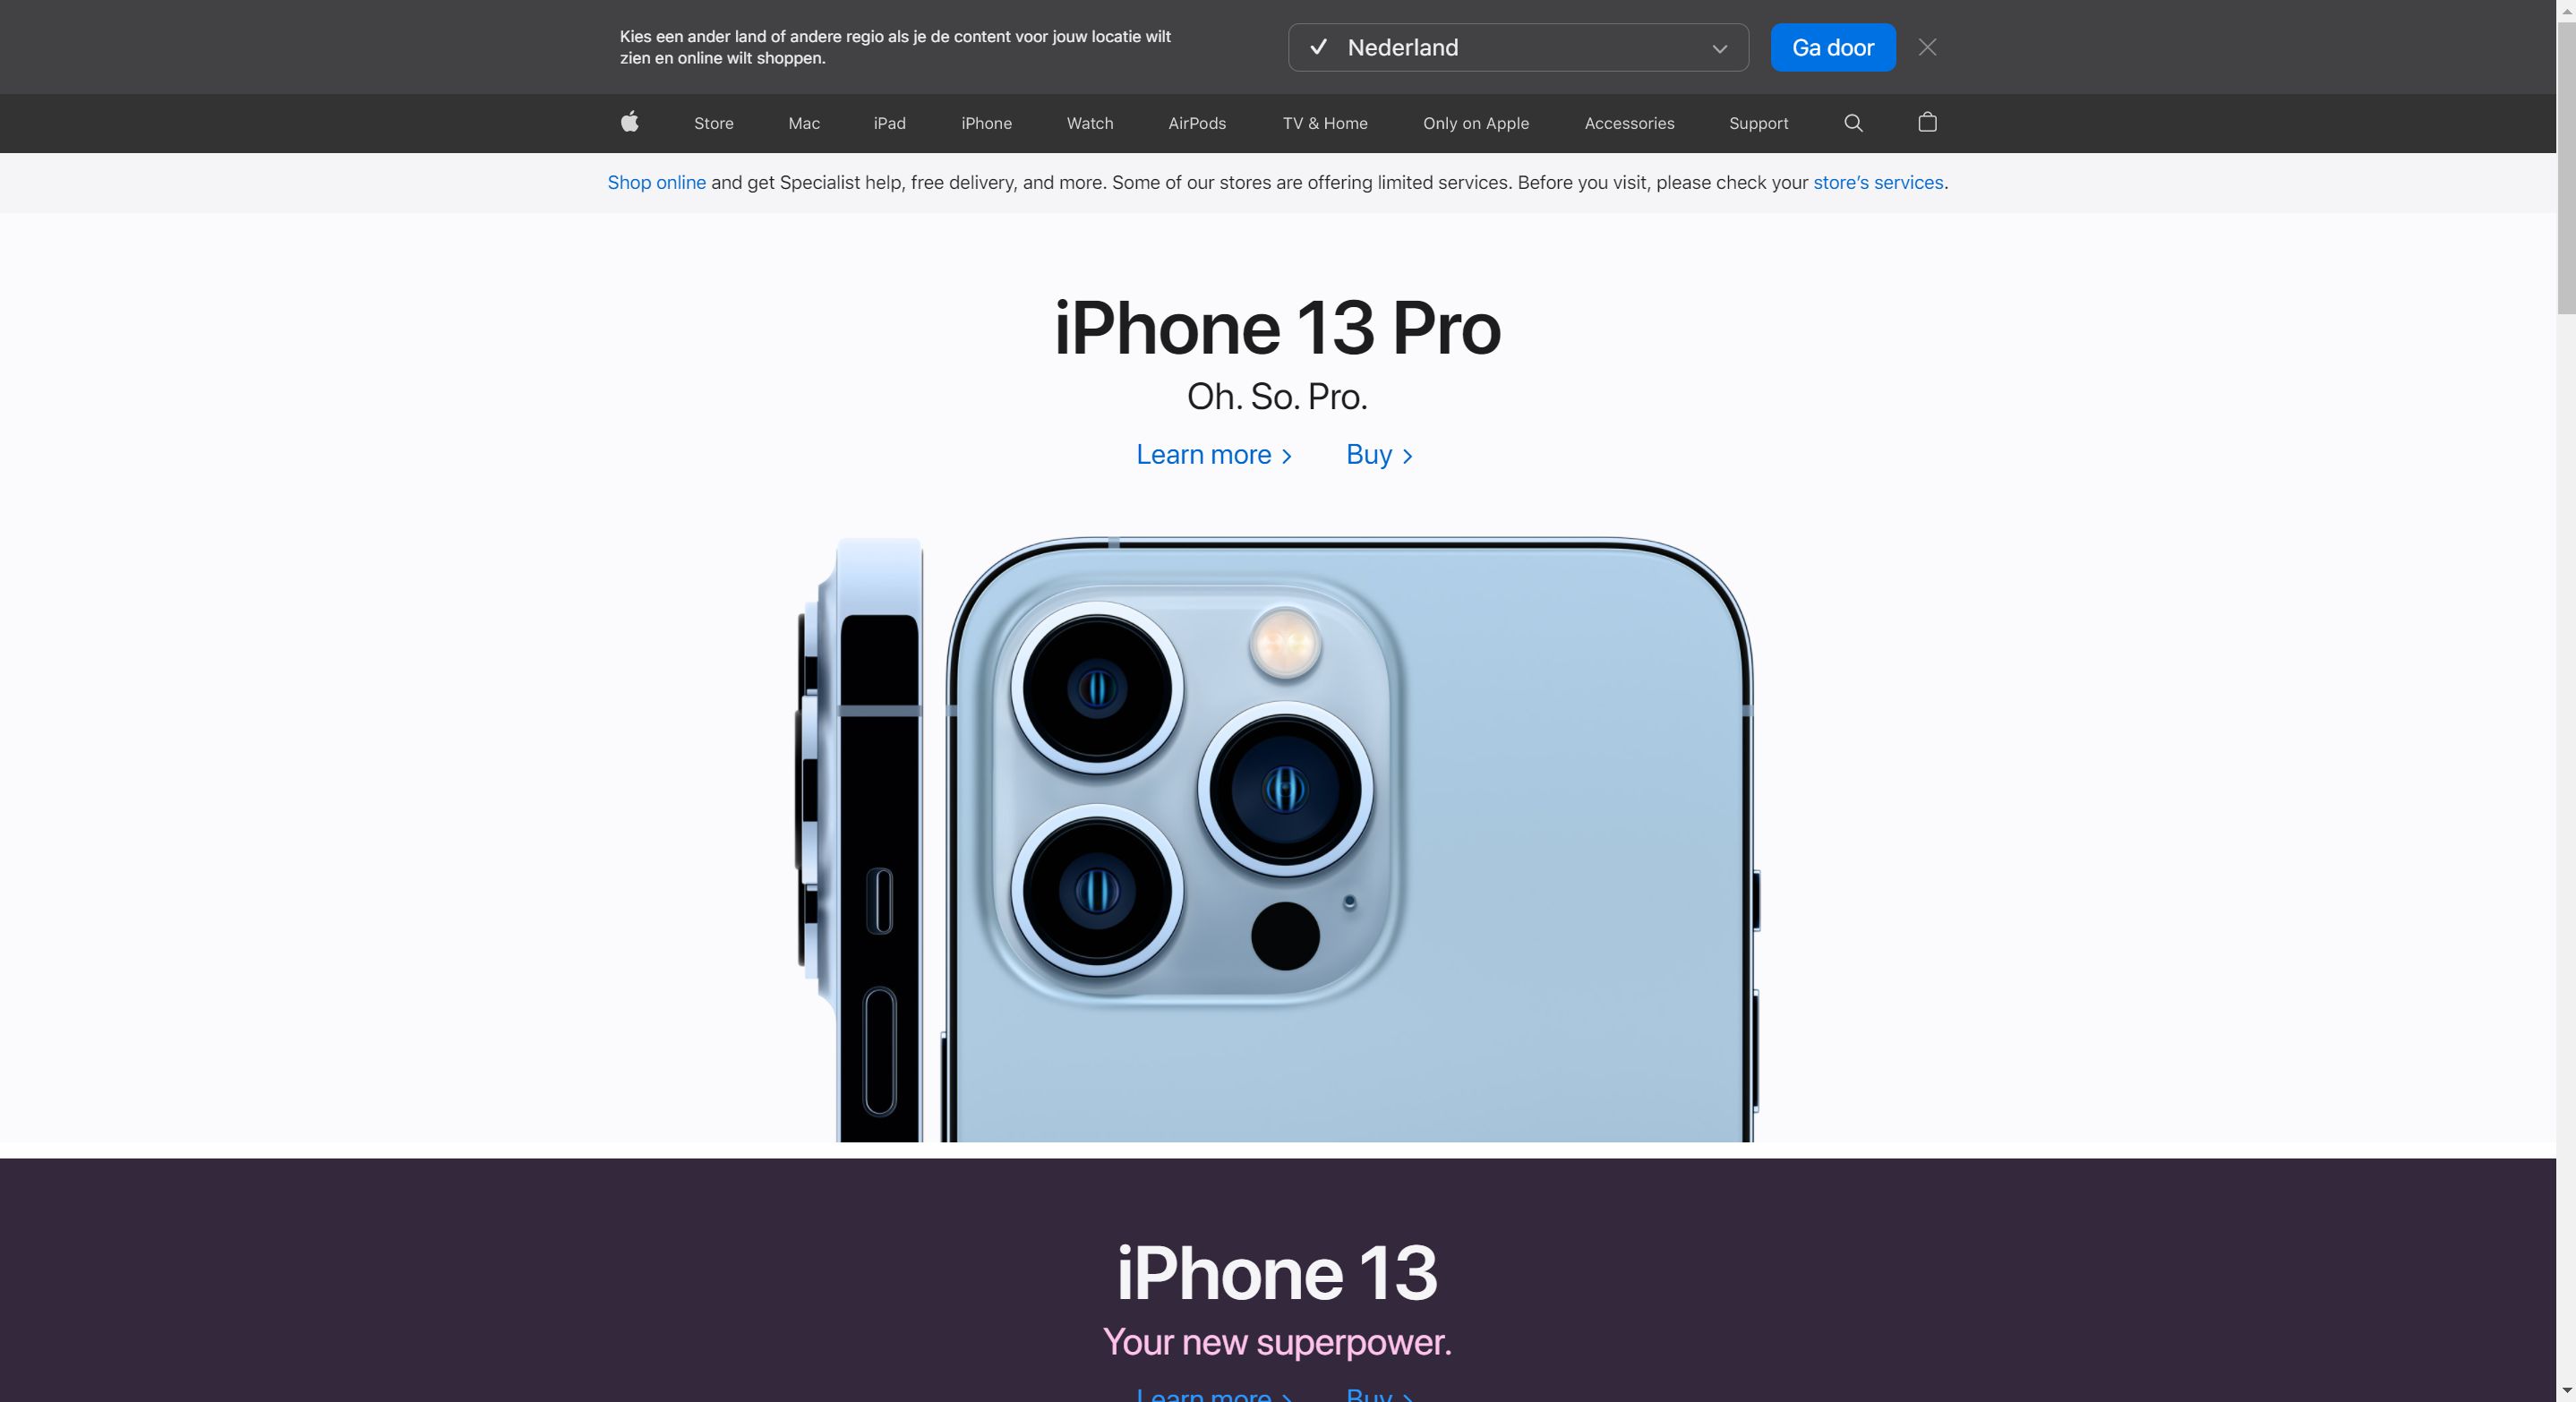 Kies een ander land of andere regio als je de content voor jouw locatie wilt
zien en online wilt shoppen.
Nederland
Ga door
Store Mac iPad iPhone Watch AirPods TV & Home Only on Apple Accessories Support
Shop online and get Specialist help, free delivery, and more. Some of our stores are offering limited services. Before you visit, please check your store’s services.
iPhone 13 Pro
Oh. So. Pro.
Learn more > Buy >
iPhone 13
Your new superpower.
Learn more > Buy >